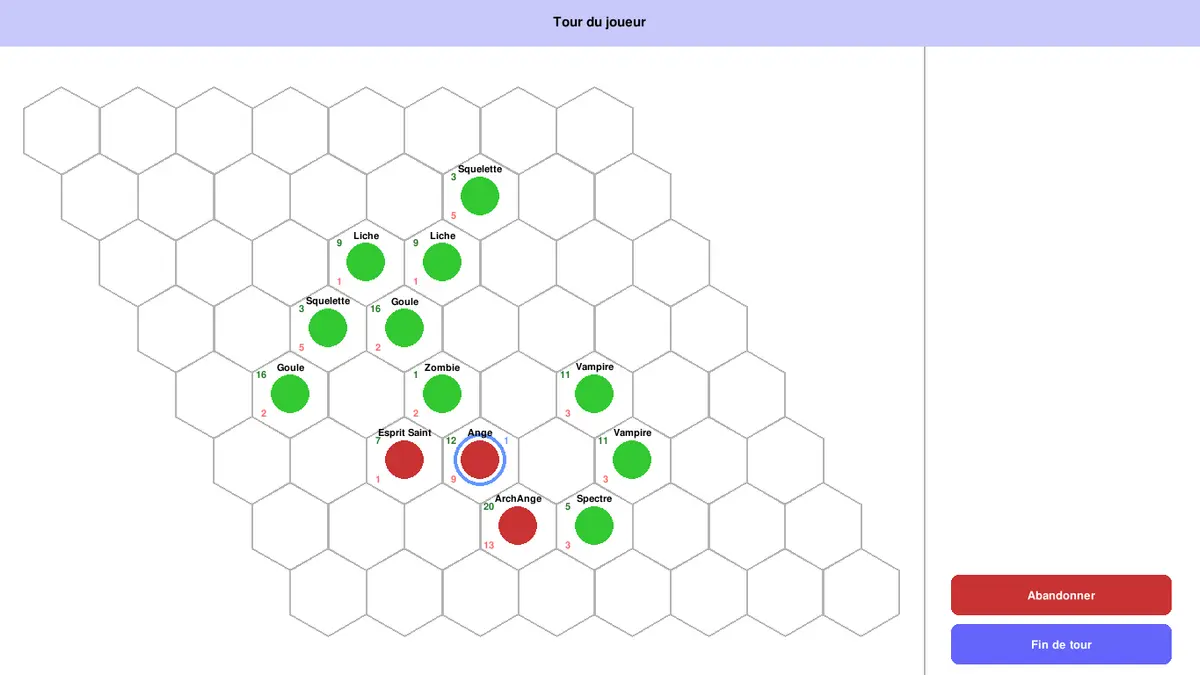 Tour du joueur
Squelette
3
5
Liche
9
1
Liche
9
1
Squelette
3
5
Goule
16
2
Goule
16
2
Zombie
1
2
Vampire
11
3
Esprit Saint
7
1
Ange
12
1
9
Vampire
11
3
ArchAnge
20
13
Spectre
5
3
Abandonner
Fin de tour